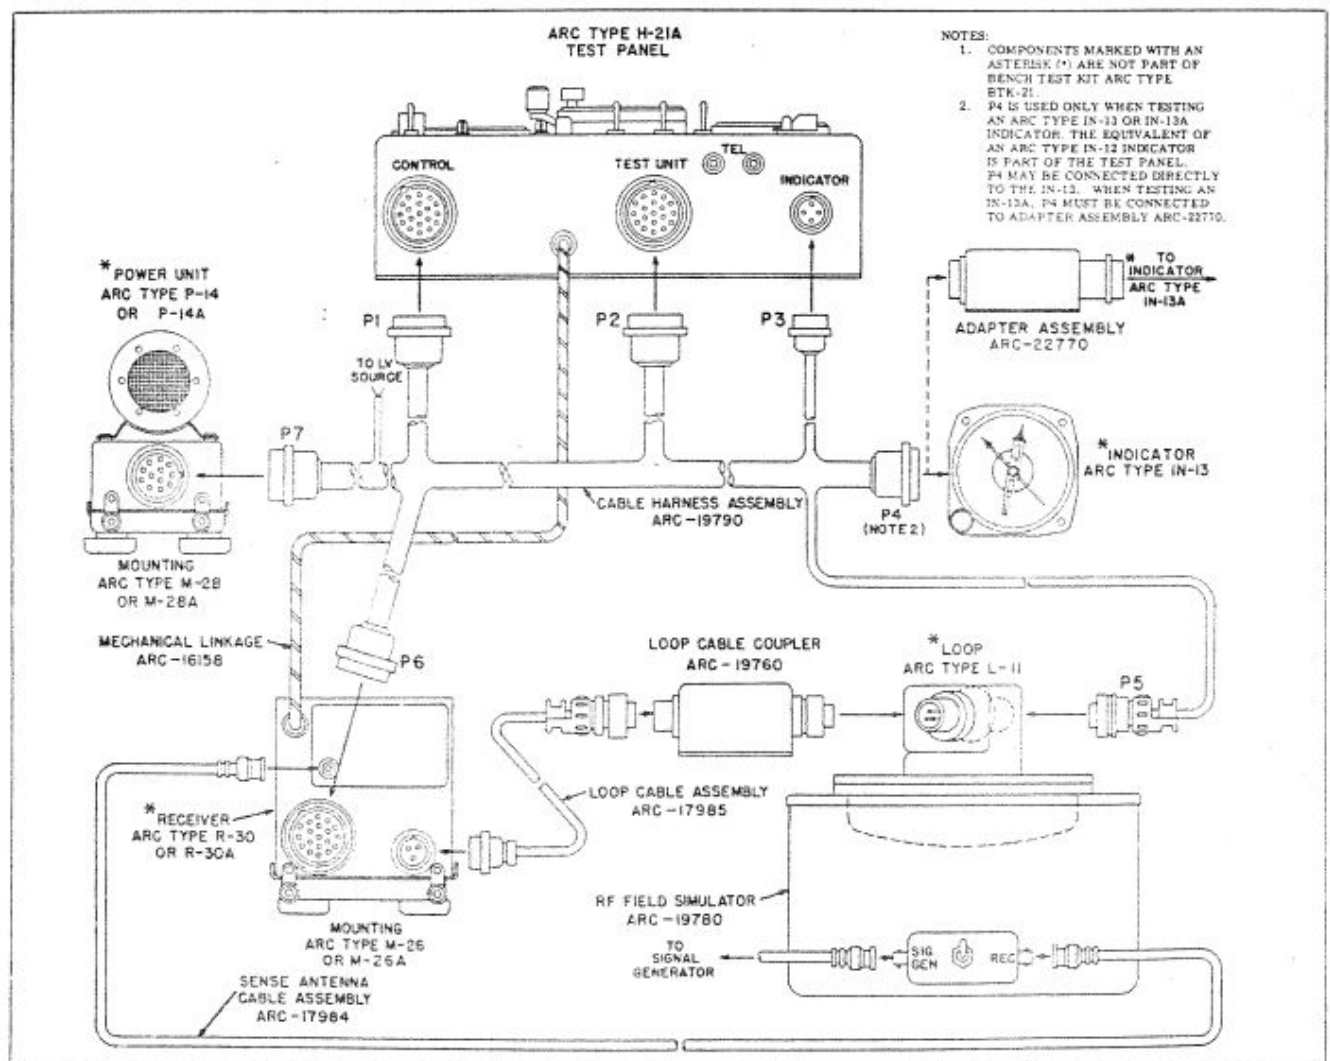 ARC TYPE H-21A
TEST PANEL
NOTES:
1. COMPONENTS MARKED WITH AN
ASTERISK (*) ARE NOT PART OF
BENCH TEST KIT ARC TYPE
BTK-21.
2. P4 IS USED ONLY WHEN TESTING
AN ARC TYPE IN-13 OR IN-13A
INDICATOR. THE EQUIVALENT OF
AN ARC TYPE IN-12 INDICATOR
IS PART OF THE TEST PANEL.
P4 MAY BE CONNECTED DIRECTLY
TO THE IN-13. WHEN TESTING AN
IN-13A, P4 MUST BE CONNECTED
TO ADAPTER ASSEMBLY ARC-22770.
CONTROL
TEST UNIT
TEL
INDICATOR
* POWER UNIT
ARC TYPE P-14
OR P-14A
* TO
INDICATOR
ARC TYPE
IN-13A
P1
P2
P3
ADAPTER ASSEMBLY
ARC-22770
TO LV
SOURCE
P7
* INDICATOR
ARC TYPE IN-13
CABLE HARNESS ASSEMBLY
ARC-19790
P4
(NOTE 2)
MOUNTING
ARC TYPE M-28
OR M-28A
MECHANICAL LINKAGE
ARC-16158
P6
LOOP CABLE COUPLER
ARC-19760
* LOOP
ARC TYPE L-11
P5
LOOP CABLE ASSEMBLY
ARC-17985
* RECEIVER
ARC TYPE R-30
OR R-30A
RF FIELD SIMULATOR
ARC-19780
MOUNTING
ARC TYPE M-26
OR M-26A
TO
SIGNAL
GENERATOR
SIG
GEN
REC
SENSE ANTENNA
CABLE ASSEMBLY
ARC-17984